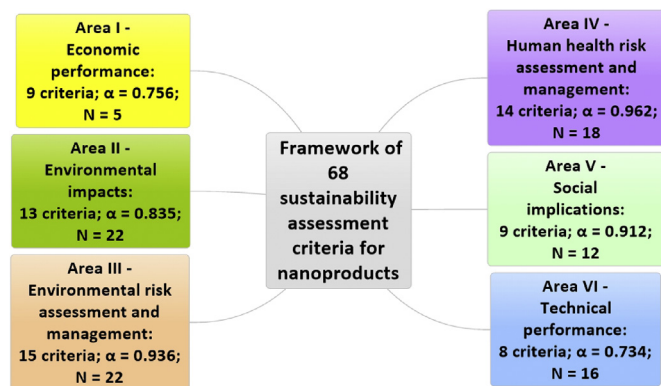 Area I -
Economic
performance:
9 criteria; α = 0.756;
N = 5
Area II -
Environmental
impacts:
13 criteria; α = 0.835;
N = 22
Area III -
Environmental risk
assessment and
management:
15 criteria; α = 0.936;
N = 22
Framework of
68
sustainability
assessment
criteria for
nanoproducts
Area IV -
Human health risk
assessment and
management:
14 criteria; α = 0.962;
N = 18
Area V -
Social
implications:
9 criteria; α = 0.912;
N = 12
Area VI -
Technical
performance:
8 criteria; α = 0.734;
N = 16